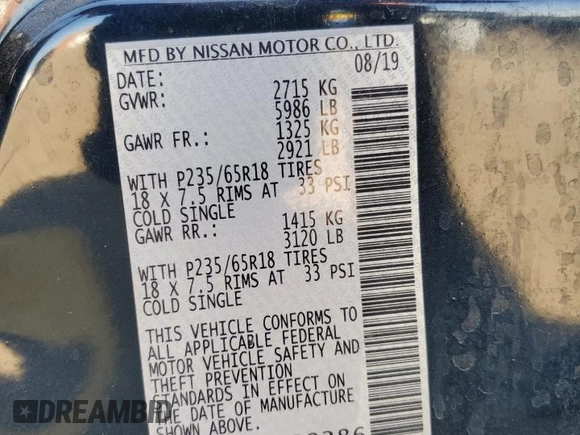 MFD BY NISSAN MOTOR CO., LTD.
DATE: 08/19
GVWR: 2715 KG
5986 LB
GAWR FR.: 1325 KG
2921 LB
WITH P235/65R18 TIRES
18 X 7.5 RIMS AT 33 PSI
COLD SINGLE
GAWR RR.: 1415 KG
3120 LB
WITH P235/65R18 TIRES
18 X 7.5 RIMS AT 33 PSI
COLD SINGLE
THIS VEHICLE CONFORMS TO
ALL APPLICABLE FEDERAL
MOTOR VEHICLE SAFETY AND
THEFT PREVENTION
STANDARDS IN EFFECT ON
THE DATE OF MANUFACTURE
SHOWN ABOVE.
DREAMBID